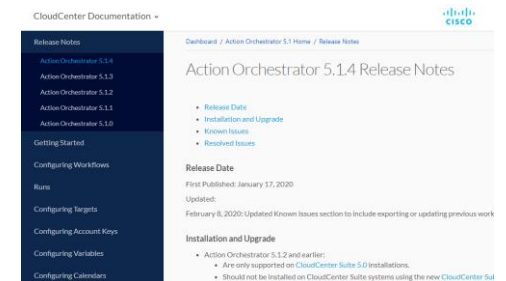 CloudCenter Documentation
CISCO
Release Notes
Action Orchestrator 5.1.4
Action Orchestrator 5.1.3
Action Orchestrator 5.1.2
Action Orchestrator 5.1.1
Action Orchestrator 5.1.0
Getting Started
Configuring Workflows
Runs
Configuring Targets
Configuring Account Keys
Configuring Variables
Configuring Calendars
Dashboard / Action Orchestrator 5.1 Home / Release Notes
Action Orchestrator 5.1.4 Release Notes
• Release Date
• Installation and Upgrade
• Known Issues
• Resolved Issues
Release Date
First Published: January 17, 2020
Updated:
February 8, 2020: Updated Known Issues section to include exporting or updating previous work
Installation and Upgrade
• Action Orchestrator 5.1.2 and earlier:
• Are only supported on CloudCenter Suite 5.0 installations.
• Should not be installed on CloudCenter Suite systems using the new CloudCenter Sui